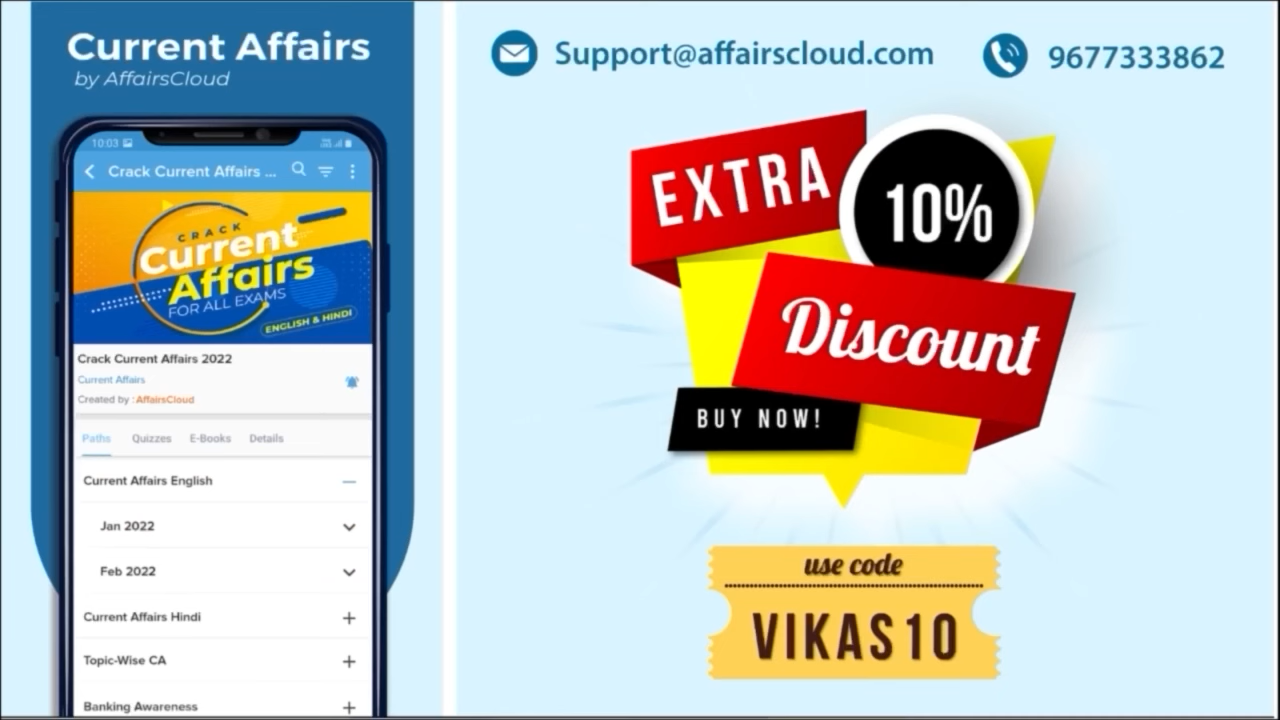 Current Affairs
by AffairsCloud
10:03
Crack Current Affairs ...
CRACK
Current
Affairs
FOR ALL EXAMS
ENGLISH & HINDI
Crack Current Affairs 2022
Current Affairs
Created by : AffairsCloud
Paths Quizzes E-Books Details
Current Affairs English
Jan 2022
Feb 2022
Current Affairs Hindi
Topic-Wise CA
Banking Awareness
Support@affairscloud.com 9677333862
EXTRA
10%
Discount
BUY NOW!
use code
VIKAS10